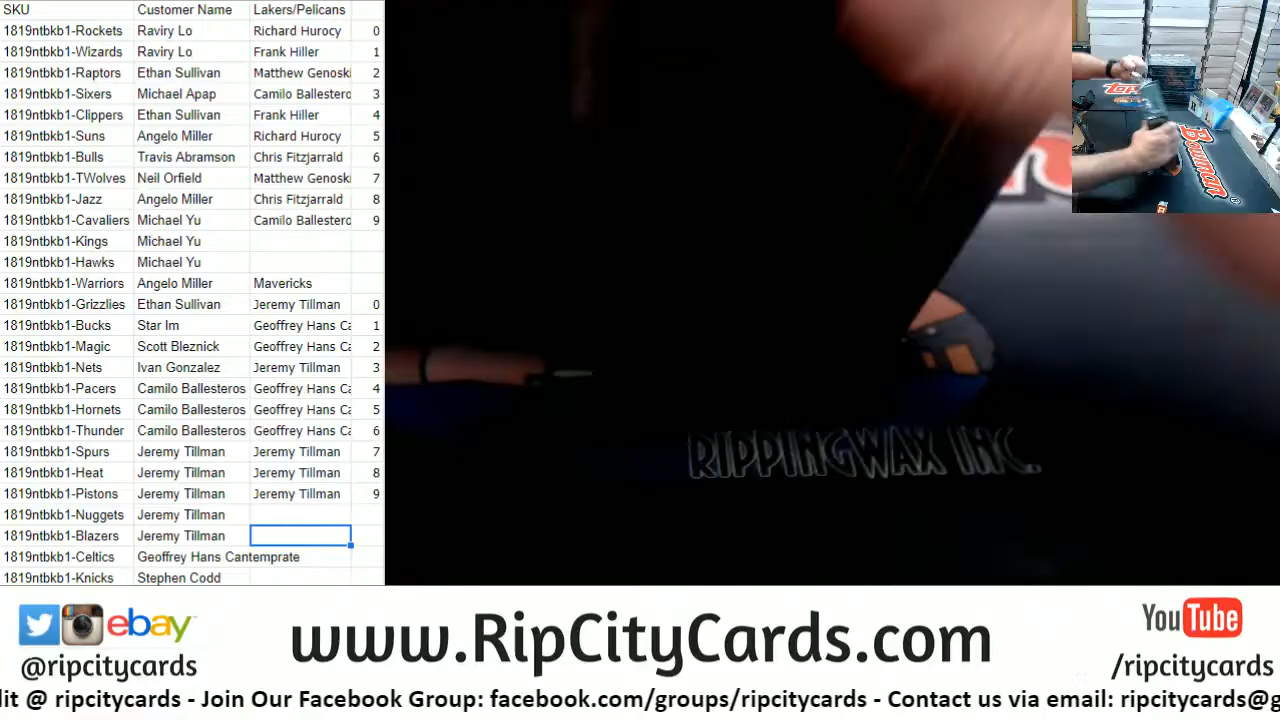 SKU Customer Name Lakers/Pelicans
1819ntbkb1-Rockets Raviry Lo Richard Hurocy 0
1819ntbkb1-Wizards Raviry Lo Frank Hiller 1
1819ntbkb1-Raptors Ethan Sullivan Matthew Genoski 2
1819ntbkb1-Sixers Michael Apap Camilo Ballestero 3
1819ntbkb1-Clippers Ethan Sullivan Frank Hiller 4
1819ntbkb1-Suns Angelo Miller Richard Hurocy 5
1819ntbkb1-Bulls Travis Abramson Chris Fitzjarrald 6
1819ntbkb1-TWolves Neil Orfield Matthew Genoski 7
1819ntbkb1-Jazz Angelo Miller Chris Fitzjarrald 8
1819ntbkb1-Cavaliers Michael Yu Camilo Ballestero 9
1819ntbkb1-Kings Michael Yu
1819ntbkb1-Hawks Michael Yu
1819ntbkb1-Warriors Angelo Miller Mavericks
1819ntbkb1-Grizzlies Ethan Sullivan Jeremy Tillman 0
1819ntbkb1-Bucks Star Im Geoffrey Hans Ca 1
1819ntbkb1-Magic Scott Bleznick Geoffrey Hans Ca 2
1819ntbkb1-Nets Ivan Gonzalez Jeremy Tillman 3
1819ntbkb1-Pacers Camilo Ballesteros Geoffrey Hans Ca 4
1819ntbkb1-Hornets Camilo Ballesteros Geoffrey Hans Ca 5
1819ntbkb1-Thunder Camilo Ballesteros Geoffrey Hans Ca 6
1819ntbkb1-Spurs Jeremy Tillman Jeremy Tillman 7
1819ntbkb1-Heat Jeremy Tillman Jeremy Tillman 8
1819ntbkb1-Pistons Jeremy Tillman Jeremy Tillman 9
1819ntbkb1-Nuggets Jeremy Tillman
1819ntbkb1-Blazers Jeremy Tillman
1819ntbkb1-Celtics Geoffrey Hans Cantemprate
1819ntbkb1-Knicks Stephen Codd
Bowman
RIPPINGWAX INC.
ebay
@ripcitycards
www.RipCityCards.com
YouTube
/ripcitycards
dit @ ripcitycards - Join Our Facebook Group: facebook.com/groups/ripcitycards - Contact us via email: ripcitycards@g